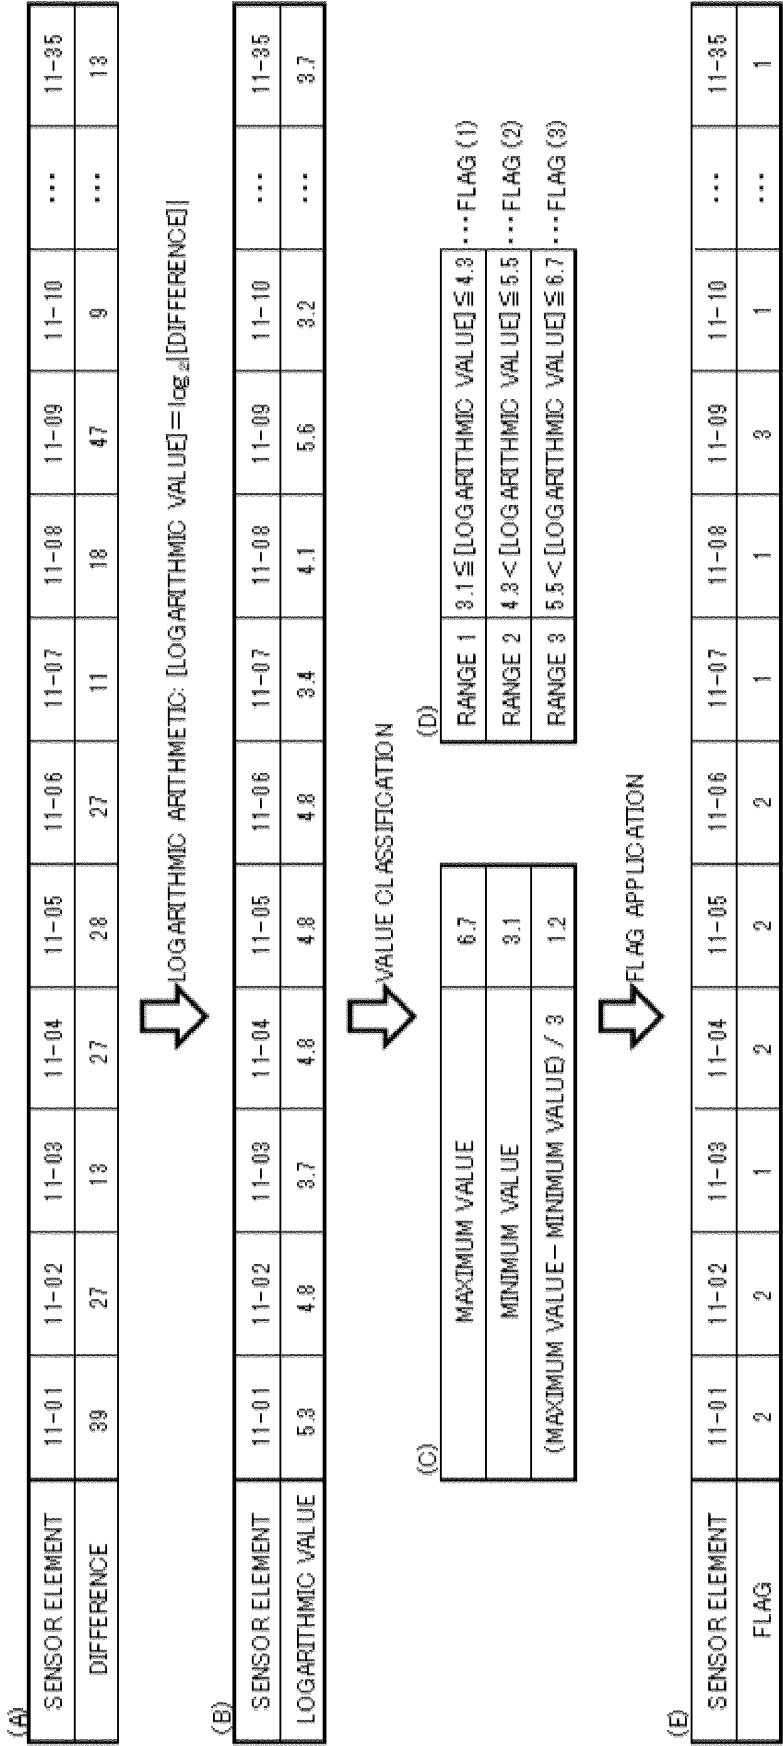 (A)
SENSOR ELEMENT 11-01 11-02 11-03 11-04 11-05 11-06 11-07 11-08 11-09 11-10 ... 11-35
DIFFERENCE 39 27 13 27 28 27 11 18 47 9 ... 13
LOGARITHMIC ARITHMETIC: [LOGARITHMIC VALUE]=log₂|[DIFFERENCE]|
(B)
SENSOR ELEMENT 11-01 11-02 11-03 11-04 11-05 11-06 11-07 11-08 11-09 11-10 ... 11-35
LOGARITHMIC VALUE 5.3 4.8 3.7 4.8 4.8 4.8 3.4 4.1 5.6 3.2 ... 3.7
VALUE CLASSIFICATION
(C)
MAXIMUM VALUE 6.7
MINIMUM VALUE 3.1
(MAXIMUM VALUE-MINIMUM VALUE) / 3 1.2
(D)
RANGE 1 3.1≦[LOGARITHMIC VALUE]≦4.3 ...FLAG (1)
RANGE 2 4.3<[LOGARITHMIC VALUE]≦5.5 ...FLAG (2)
RANGE 3 5.5<[LOGARITHMIC VALUE]≦6.7 ...FLAG (3)
FLAG APPLICATION
(E)
SENSOR ELEMENT 11-01 11-02 11-03 11-04 11-05 11-06 11-07 11-08 11-09 11-10 ... 11-35
FLAG 2 2 1 2 2 2 1 1 3 1 ... 1